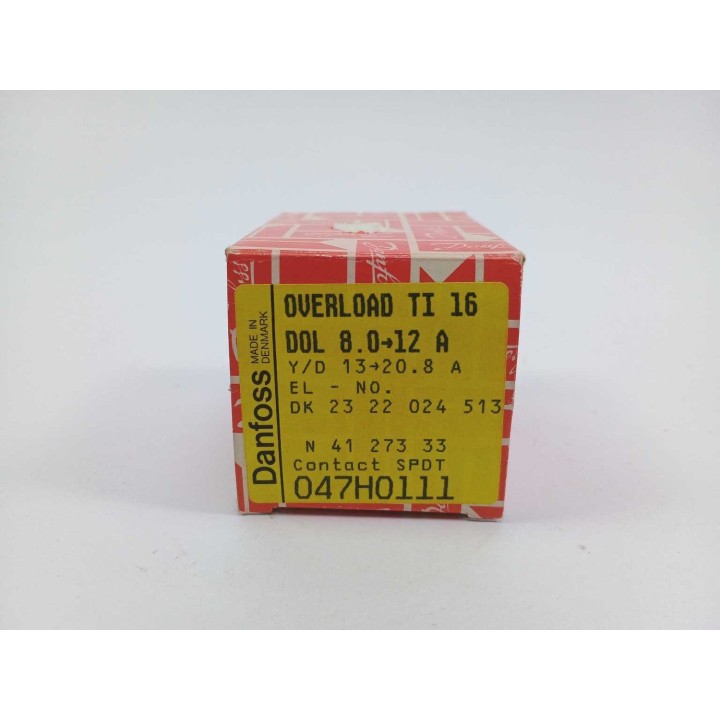 Danfoss
MADE IN
DENMARK
OVERLOAD TI 16
DOL 8.0→12 A
Y/D 13→20.8 A
EL - NO.
DK 23 22 024 513
N 41 273 33
Contact SPDT
047H0111